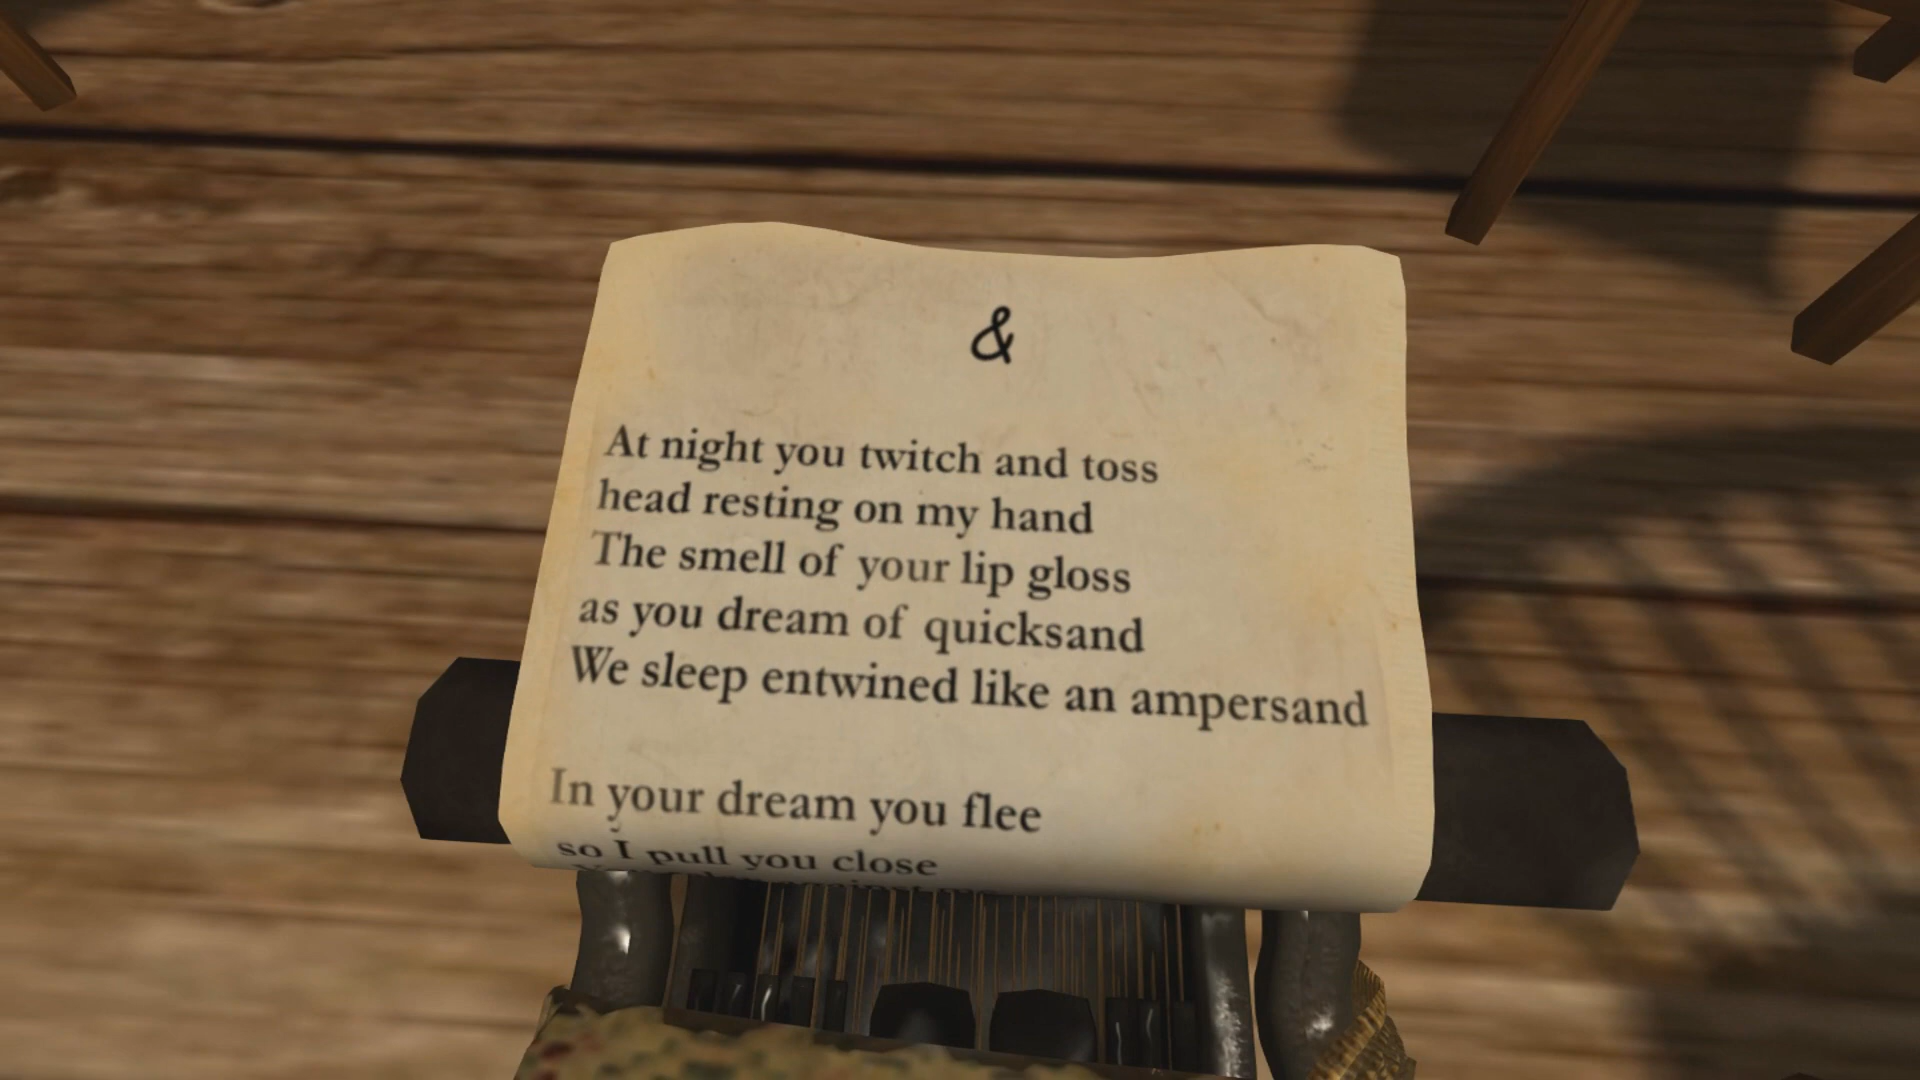 &
At night you twitch and toss
head resting on my hand
The smell of your lip gloss
as you dream of quicksand
We sleep entwined like an ampersand
In your dream you flee
so I pull you close